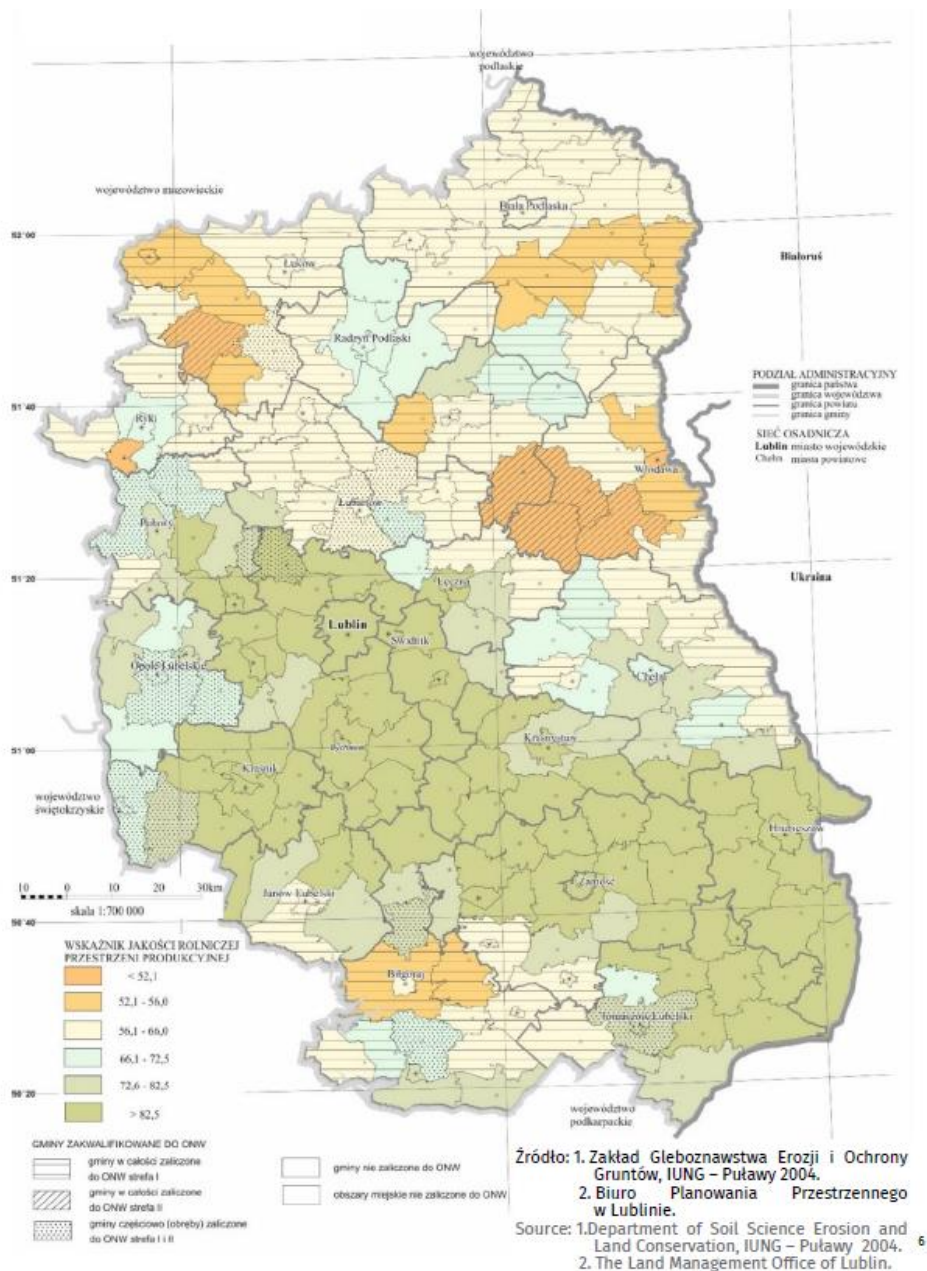 województwo
podlaskie
województwo mazowieckie
Biała Podlaska
52°00
Łuków
Białoruś
Radzyń Podlaski
PODZIAŁ ADMINISTRACYJNY
granica państwa
granica województwa
granica powiatu
granica gminy
51°40
Ryki
SIEĆ OSADNICZA
Lublin miasto wojewódzkie
Chełm miasta powiatowe
Włodawa
Lubartów
Puławy
51°20
Łęczna
Ukraina
Lublin
Świdnik
Opole Lubelskie
Chełm
51°00
Krasnystaw
Bychawa
Kraśnik
województwo
świętokrzyskie
Hrubieszów
10 0 10 20 30km
Janów Lubelski
Zamość
skala 1:700 000
50°40
WSKAŹNIK JAKOŚCI ROLNICZEJ
PRZESTRZENI PRODUKCYJNEJ
< 52,1
52,1 - 56,0
56,1 - 66,0
66,1 - 72,5
72,6 - 82,5
> 82,5
Biłgoraj
Tomaszów Lubelski
50°20
województwo
podkarpackie
GMINY ZAKWALIFIKOWANE DO ONW
gminy w całości zaliczone
do ONW strefa I
gminy w całości zaliczone
do ONW strefa II
gminy częściowo (obręby) zaliczone
do ONW strefa I i II
gminy nie zaliczone do ONW
obszary miejskie nie zaliczone do ONW
Źródło: 1. Zakład Gleboznawstwa Erozji i Ochrony
Gruntów, IUNG – Puławy 2004.
2. Biuro Planowania Przestrzennego
w Lublinie.
Source: 1.Department of Soil Science Erosion and
Land Conservation, IUNG – Puławy 2004.
2. The Land Management Office of Lublin.
6